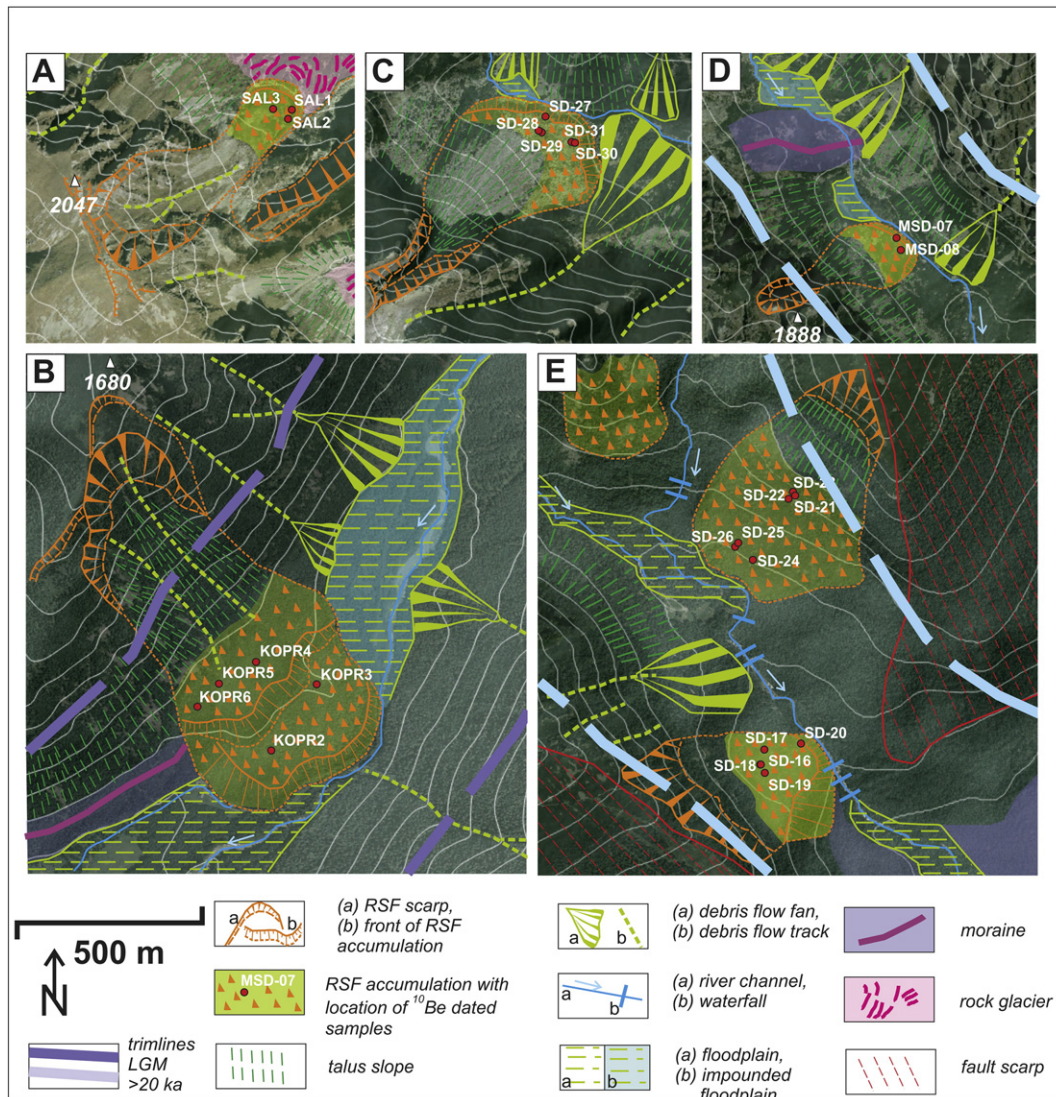 A
SAL3
SAL1
SAL2
2047
C
SD-27
SD-28
SD-31
SD-29
SD-30
D
MSD-07
MSD-08
1888
B
1680
KOPR4
KOPR5
KOPR3
KOPR6
KOPR2
E
SD-22
SD-21
SD-25
SD-26
SD-24
SD-17
SD-20
SD-18
SD-16
SD-19
500 m
N
a
b
(a) RSF scarp,
(b) front of RSF
accumulation
MSD-07
RSF accumulation with
location of ¹⁰Be dated
samples
trimlines
LGM
>20 ka
talus slope
a
b
(a) debris flow fan,
(b) debris flow track
a
b
(a) river channel,
(b) waterfall
a
b
(a) floodplain,
(b) impounded
floodplain
moraine
rock glacier
fault scarp